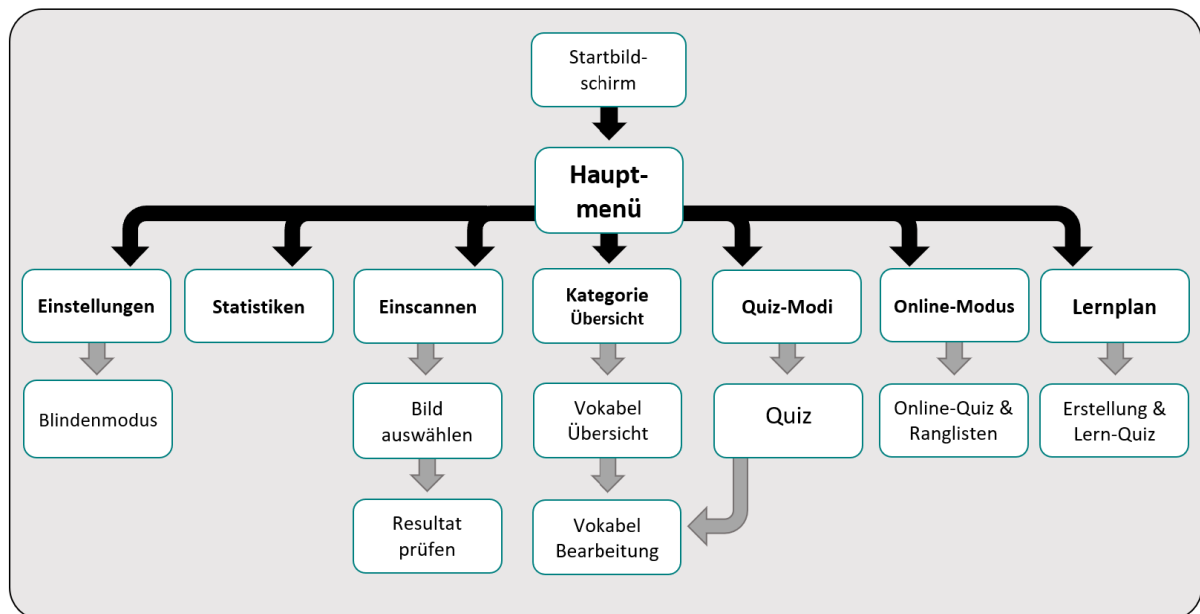 Startbild-
schirm
Haupt-
menü
Einstellungen
Statistiken
Einscannen
Kategorie
Übersicht
Quiz-Modi
Online-Modus
Lernplan
Blindenmodus
Bild
auswählen
Vokabel
Übersicht
Quiz
Online-Quiz &
Ranglisten
Erstellung &
Lern-Quiz
Resultat
prüfen
Vokabel
Bearbeitung